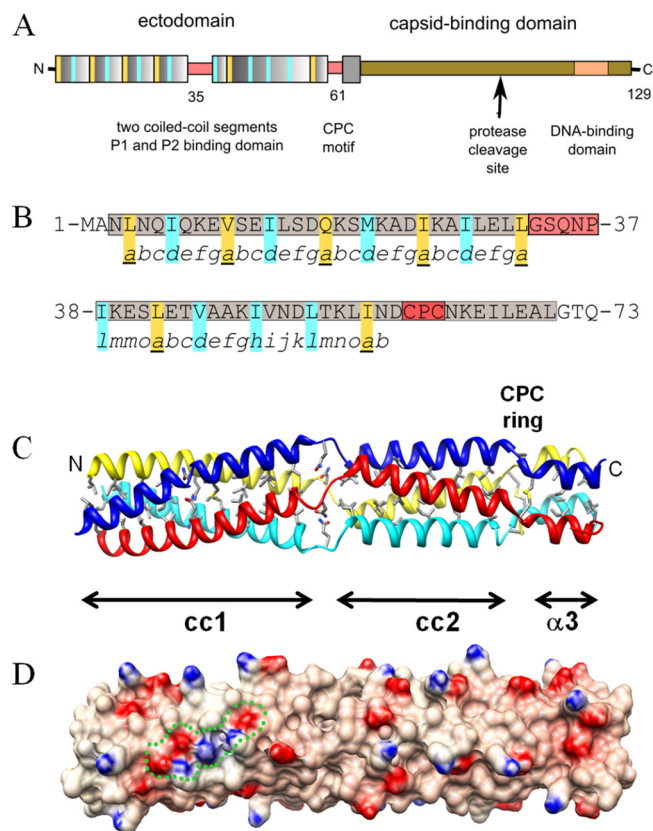 A
ectodomain
capsid-binding domain
N
C
35
61
129
two coiled-coil segments
P1 and P2 binding domain
CPC
motif
protease
cleavage
site
DNA-binding
domain
B
1-MANLNQIQKEVSEILSDQKSMKADIKAILELLGSQNP-37
abcdefgabcdefgabcdefgabcdefga
38-IKESLETVAAKIVNDLTKLINDCPCNKEILEALGTQ-73
lmmoabcdefghijklmnoab
C
CPC
ring
N
C
cc1
cc2
α3
D